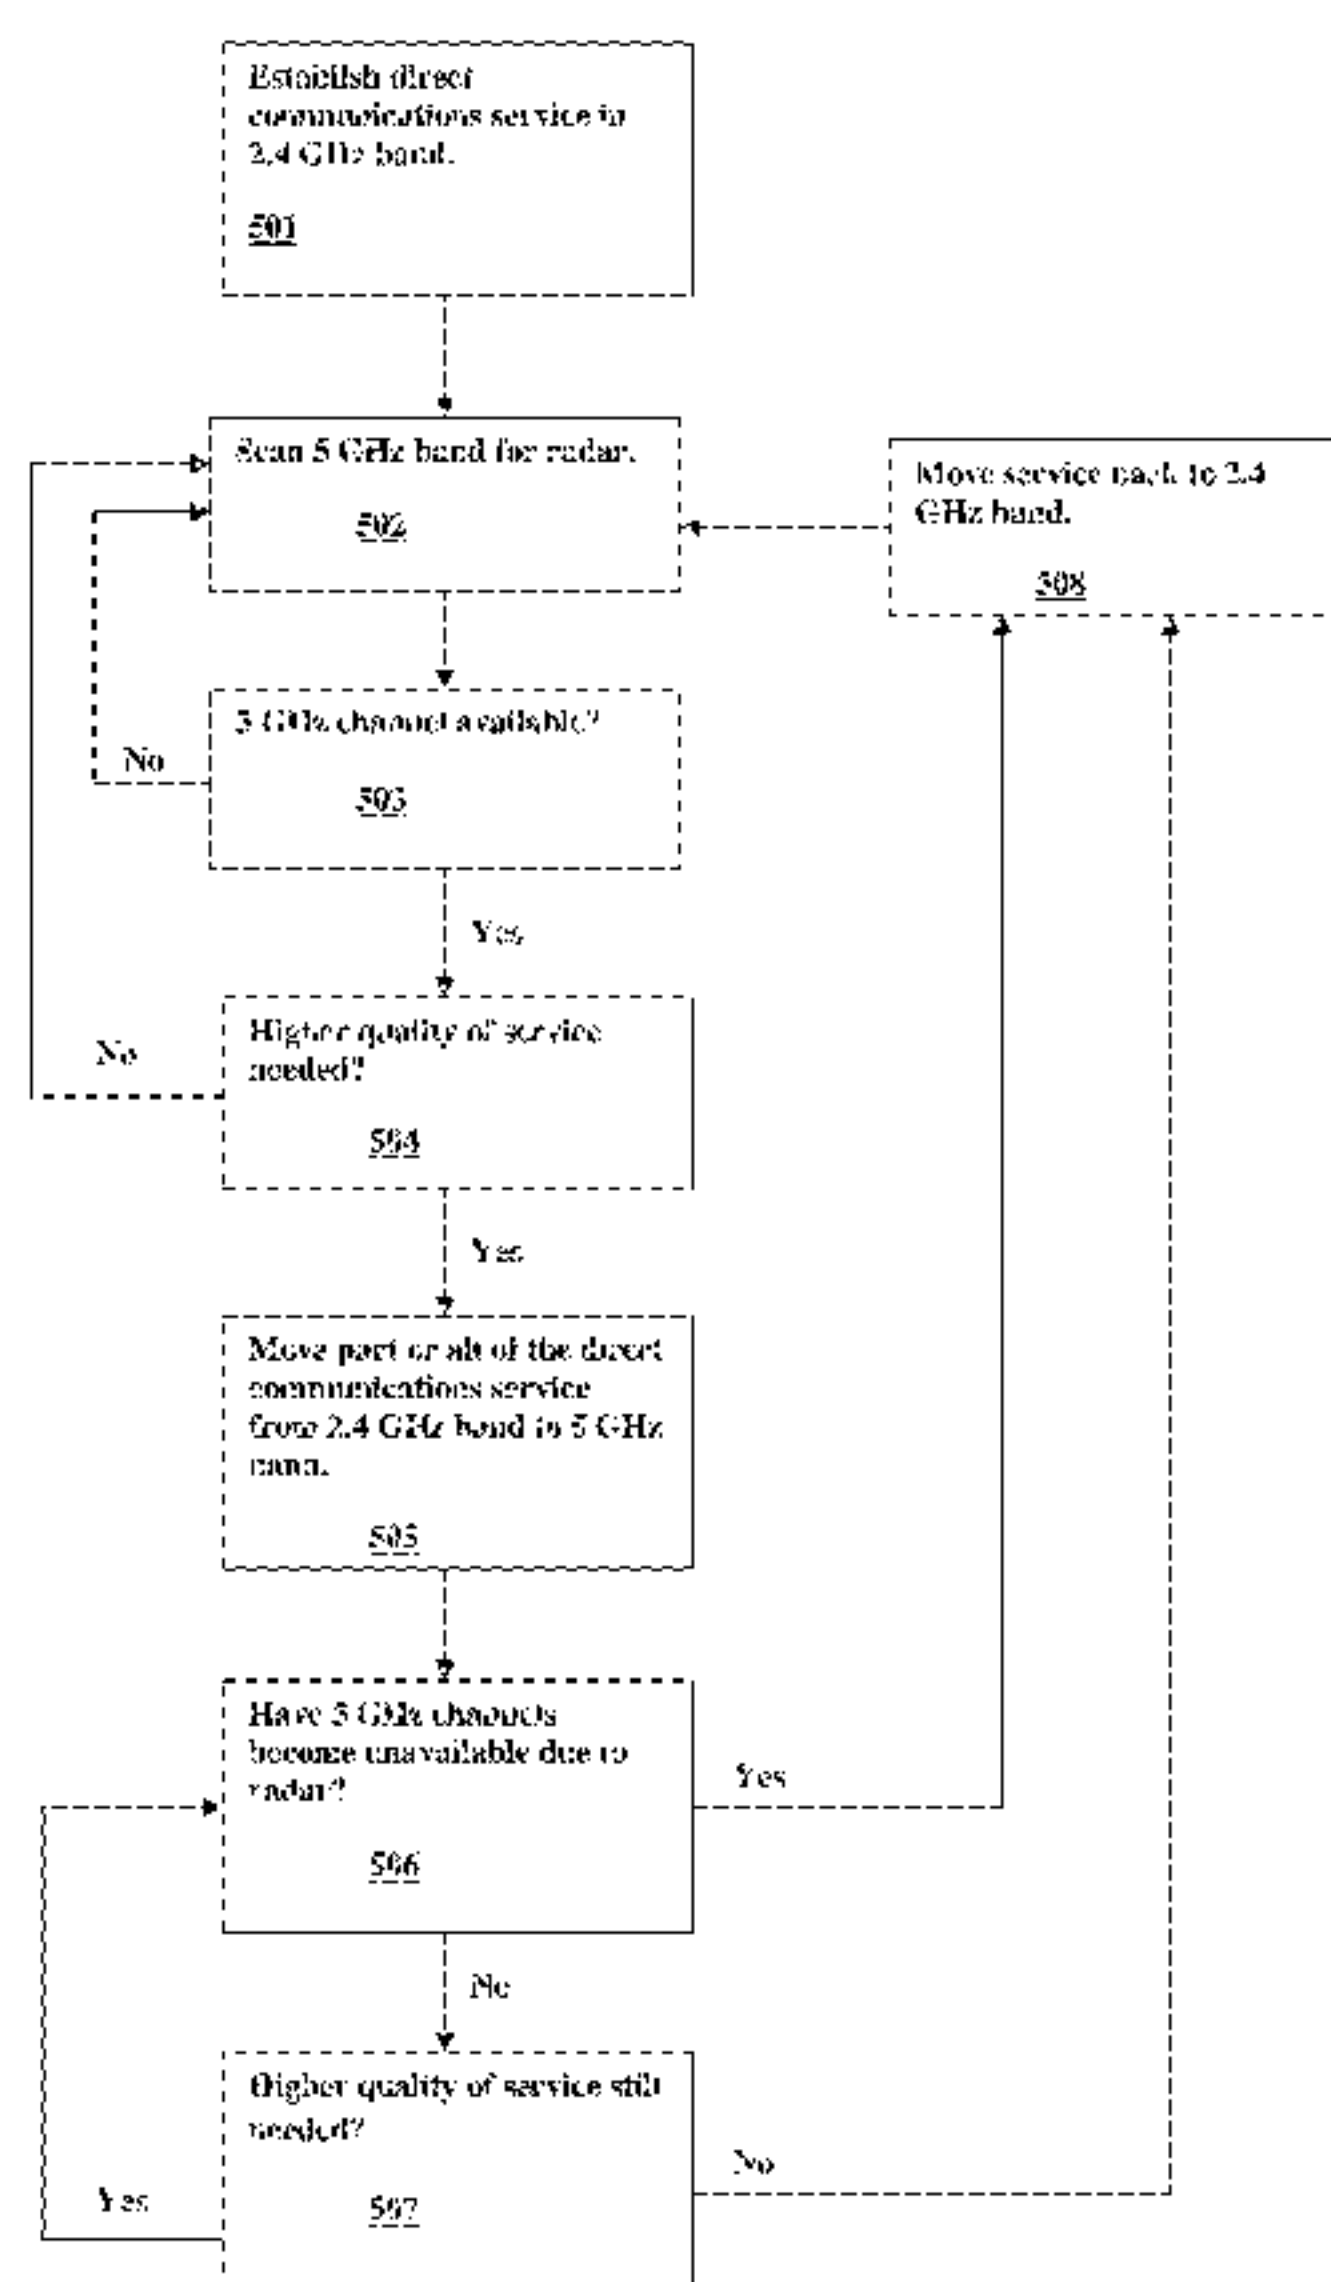 Establish direct
communications service in
2.4 GHz band.
501
Scan 5 GHz band for radar.
502
Move service back to 2.4
GHz band.
508
5 GHz channel available?
503
No
Yes
Higher quality of service
needed?
504
No
Yes
Move part or all of the direct
communications service
from 2.4 GHz band to 5 GHz
band.
505
Have 5 GHz channels
become unavailable due to
radar?
506
Yes
No
Higher quality of service still
needed?
507
No
Yes